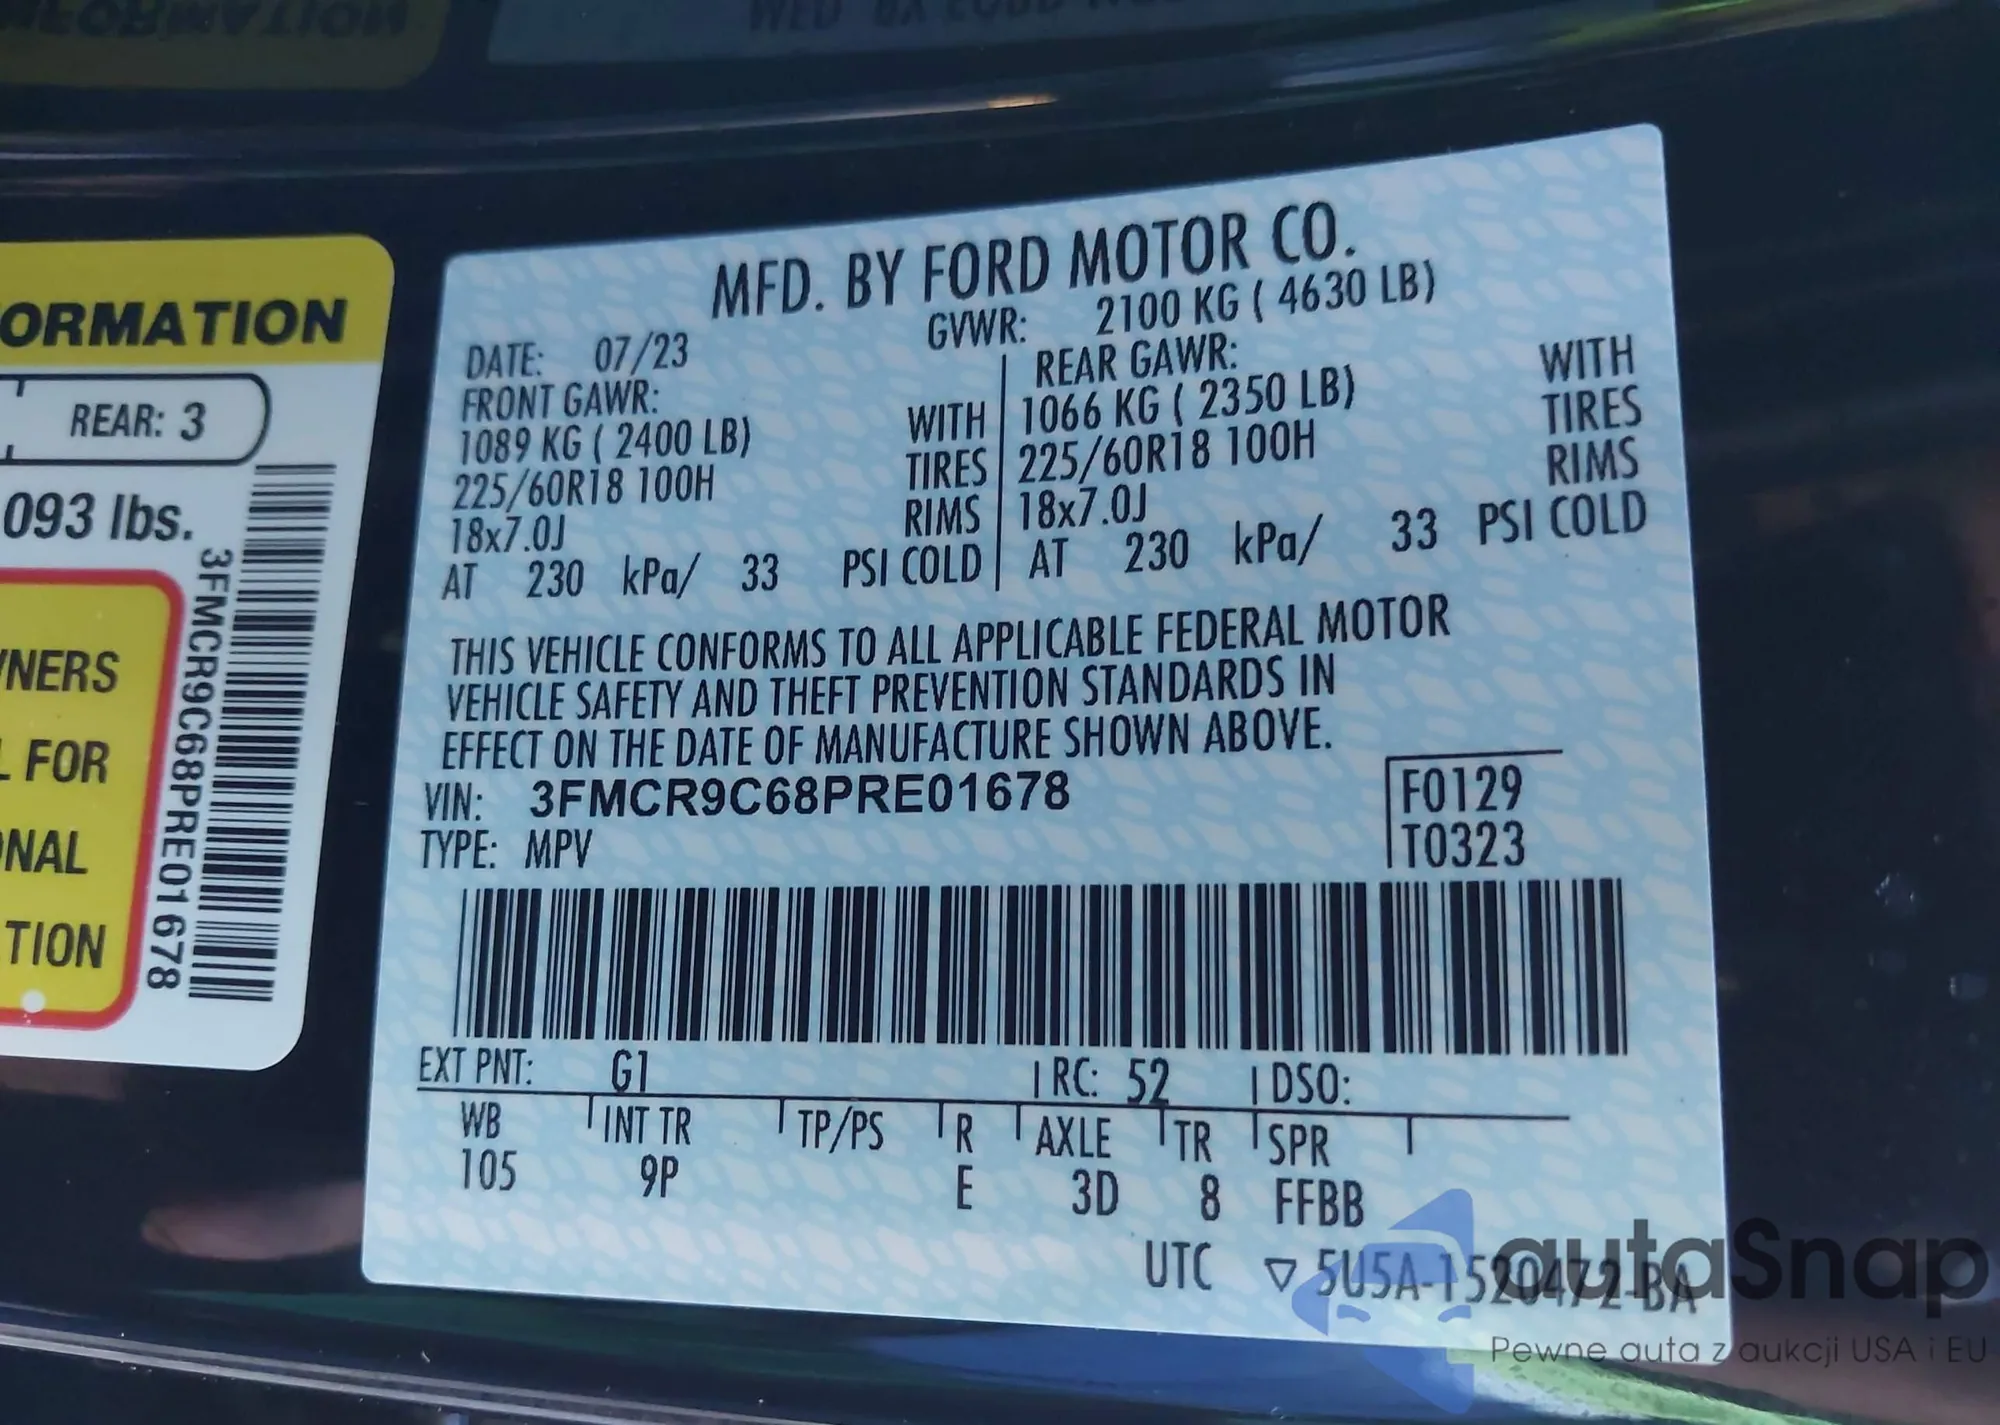 ORMATION
REAR: 3
093 lbs.
NERS
L FOR
ONAL
TION
3FMCR9C68PRE01678
MFD. BY FORD MOTOR CO.
DATE: 07/23 GVWR: 2100 KG ( 4630 LB)
FRONT GAWR: REAR GAWR:
1089 KG ( 2400 LB) WITH 1066 KG ( 2350 LB) WITH
225/60R18 100H TIRES 225/60R18 100H TIRES
18x7.0J RIMS 18x7.0J RIMS
AT 230 kPa/ 33 PSI COLD AT 230 kPa/ 33 PSI COLD
THIS VEHICLE CONFORMS TO ALL APPLICABLE FEDERAL MOTOR
VEHICLE SAFETY AND THEFT PREVENTION STANDARDS IN
EFFECT ON THE DATE OF MANUFACTURE SHOWN ABOVE.
VIN: 3FMCR9C68PRE01678 F0129
TYPE: MPV T0323
EXT PNT: G1 RC: 52 DSO:
WB INT TR TP/PS R AXLE TR SPR
105 9P E 3D 8 FFBB
UTC ▽ 5U5A-1520472-BA
autaSnap
Pewne auta z aukcji USA i EU